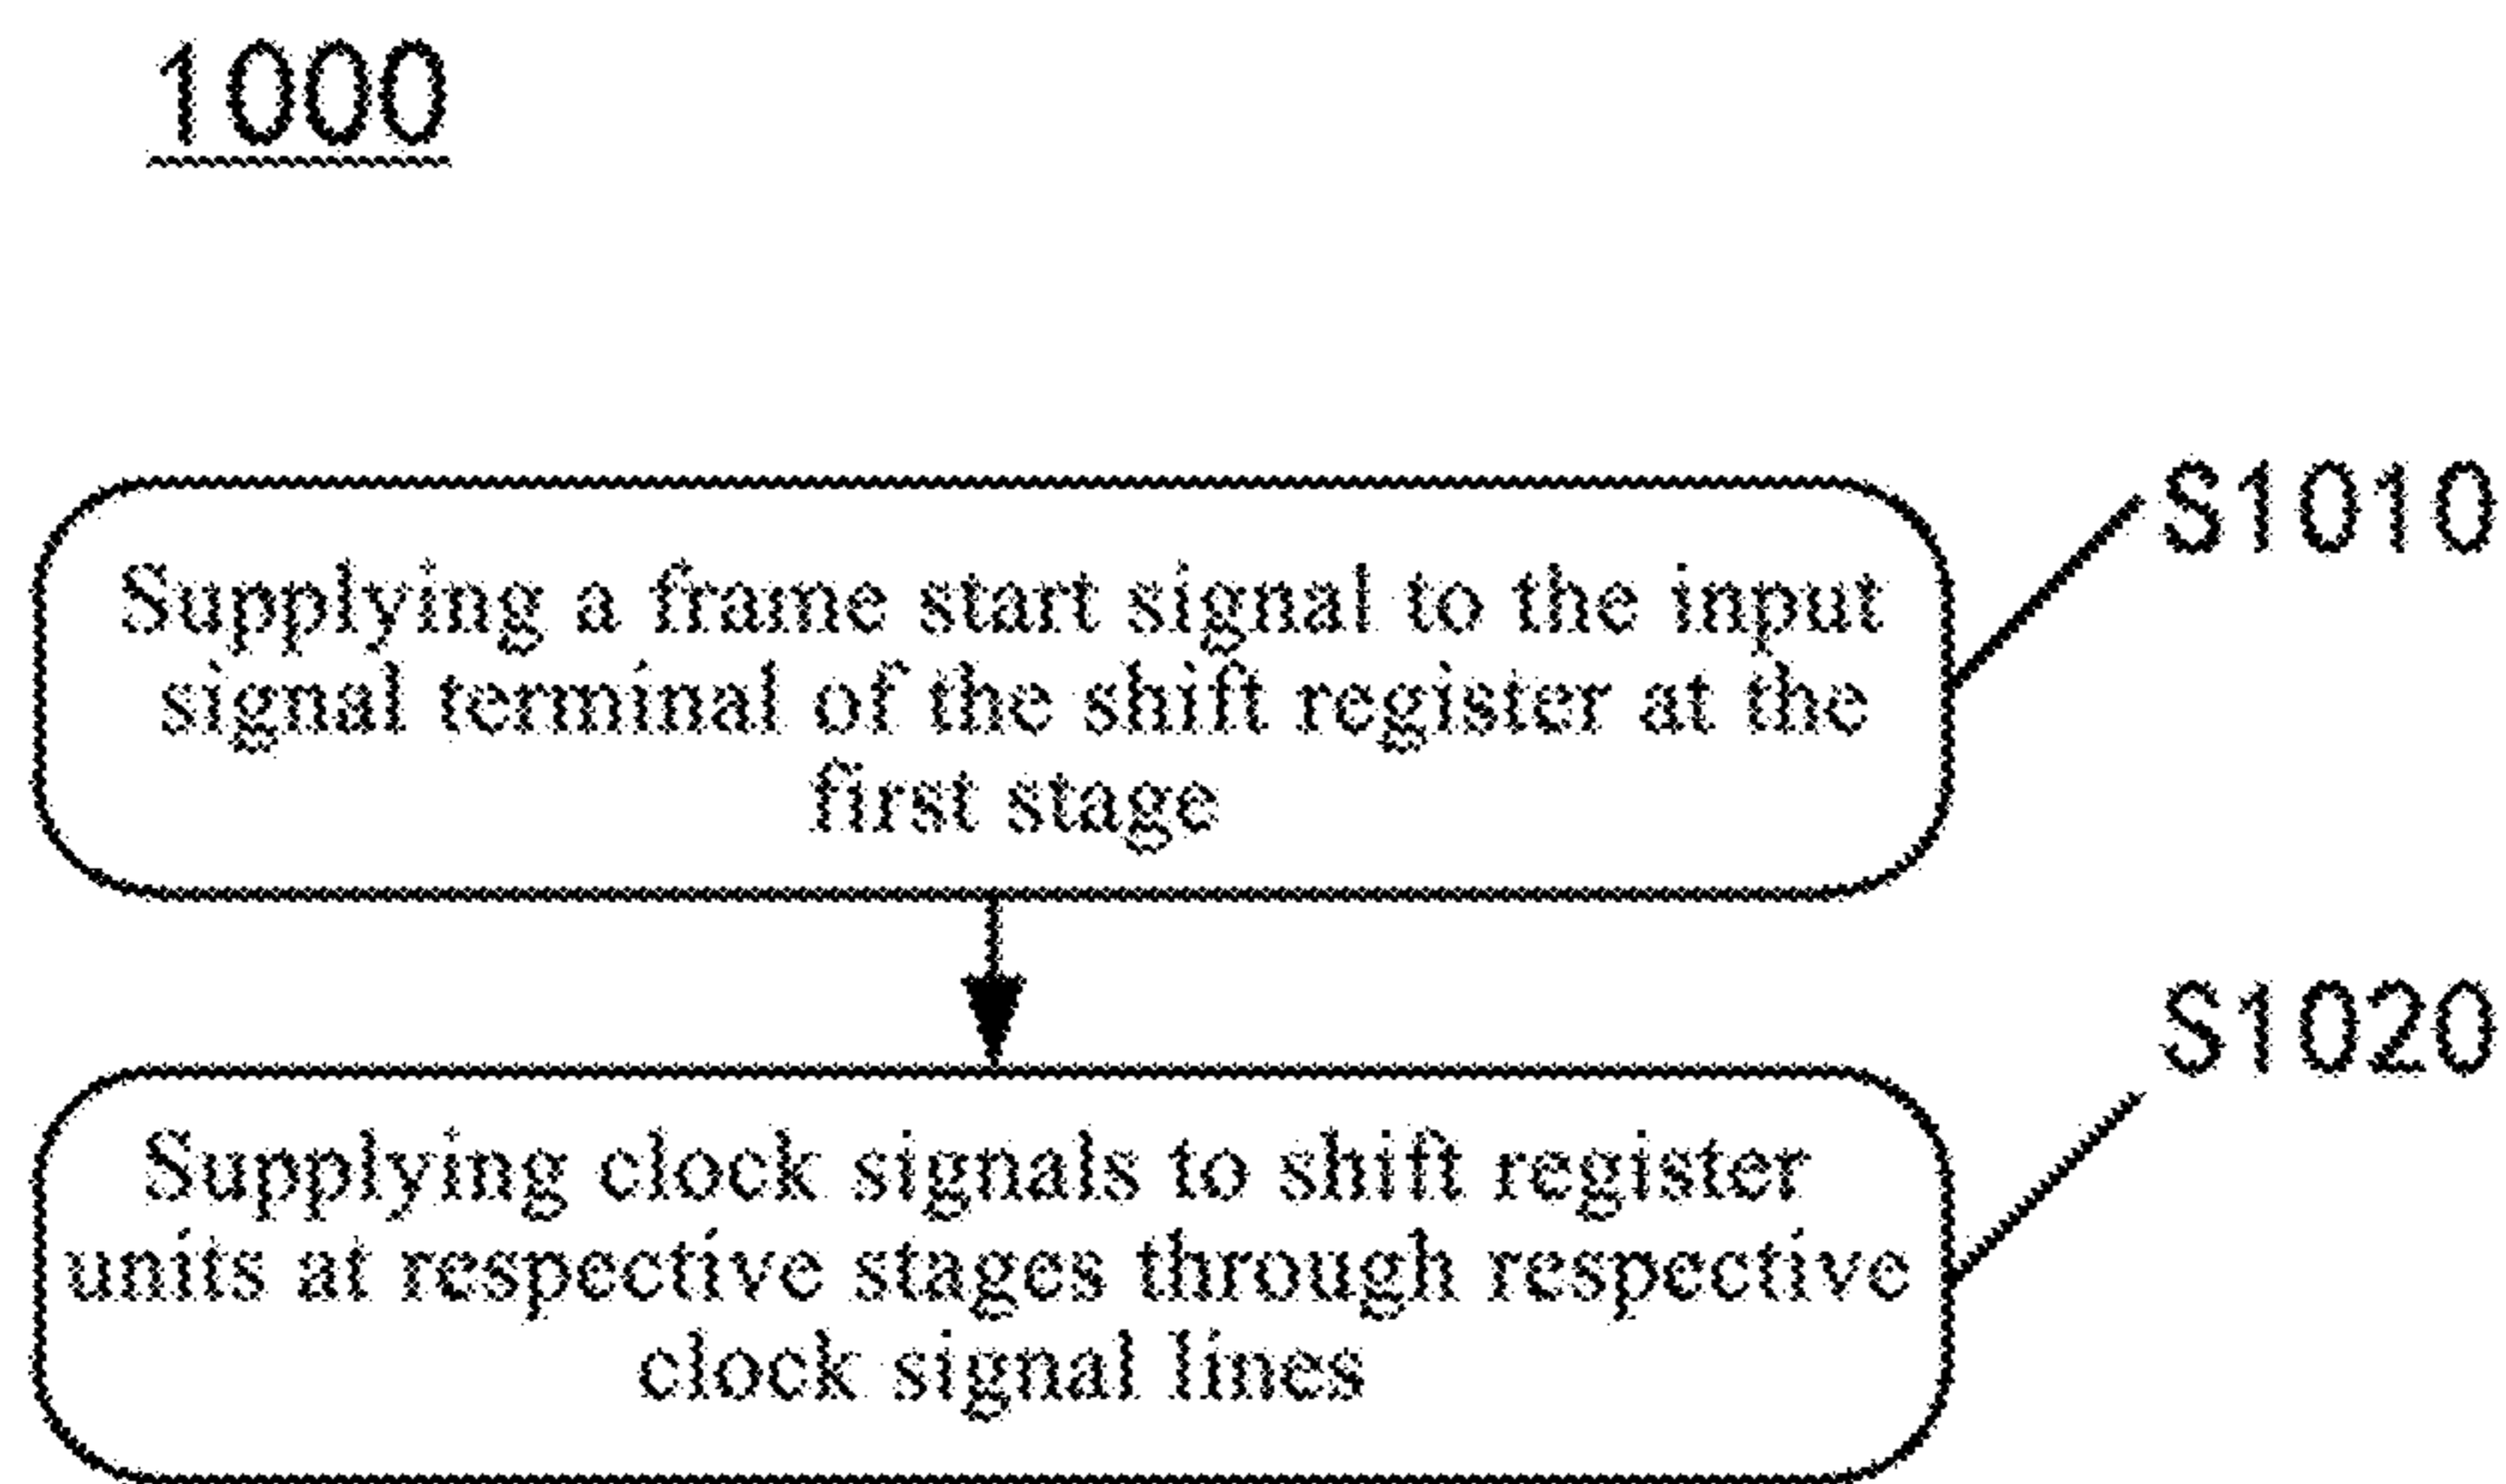 1000
S1010
Supplying a frame start signal to the input
signal terminal of the shift register at the
first stage
S1020
Supplying clock signals to shift register
units at respective stages through respective
clock signal lines